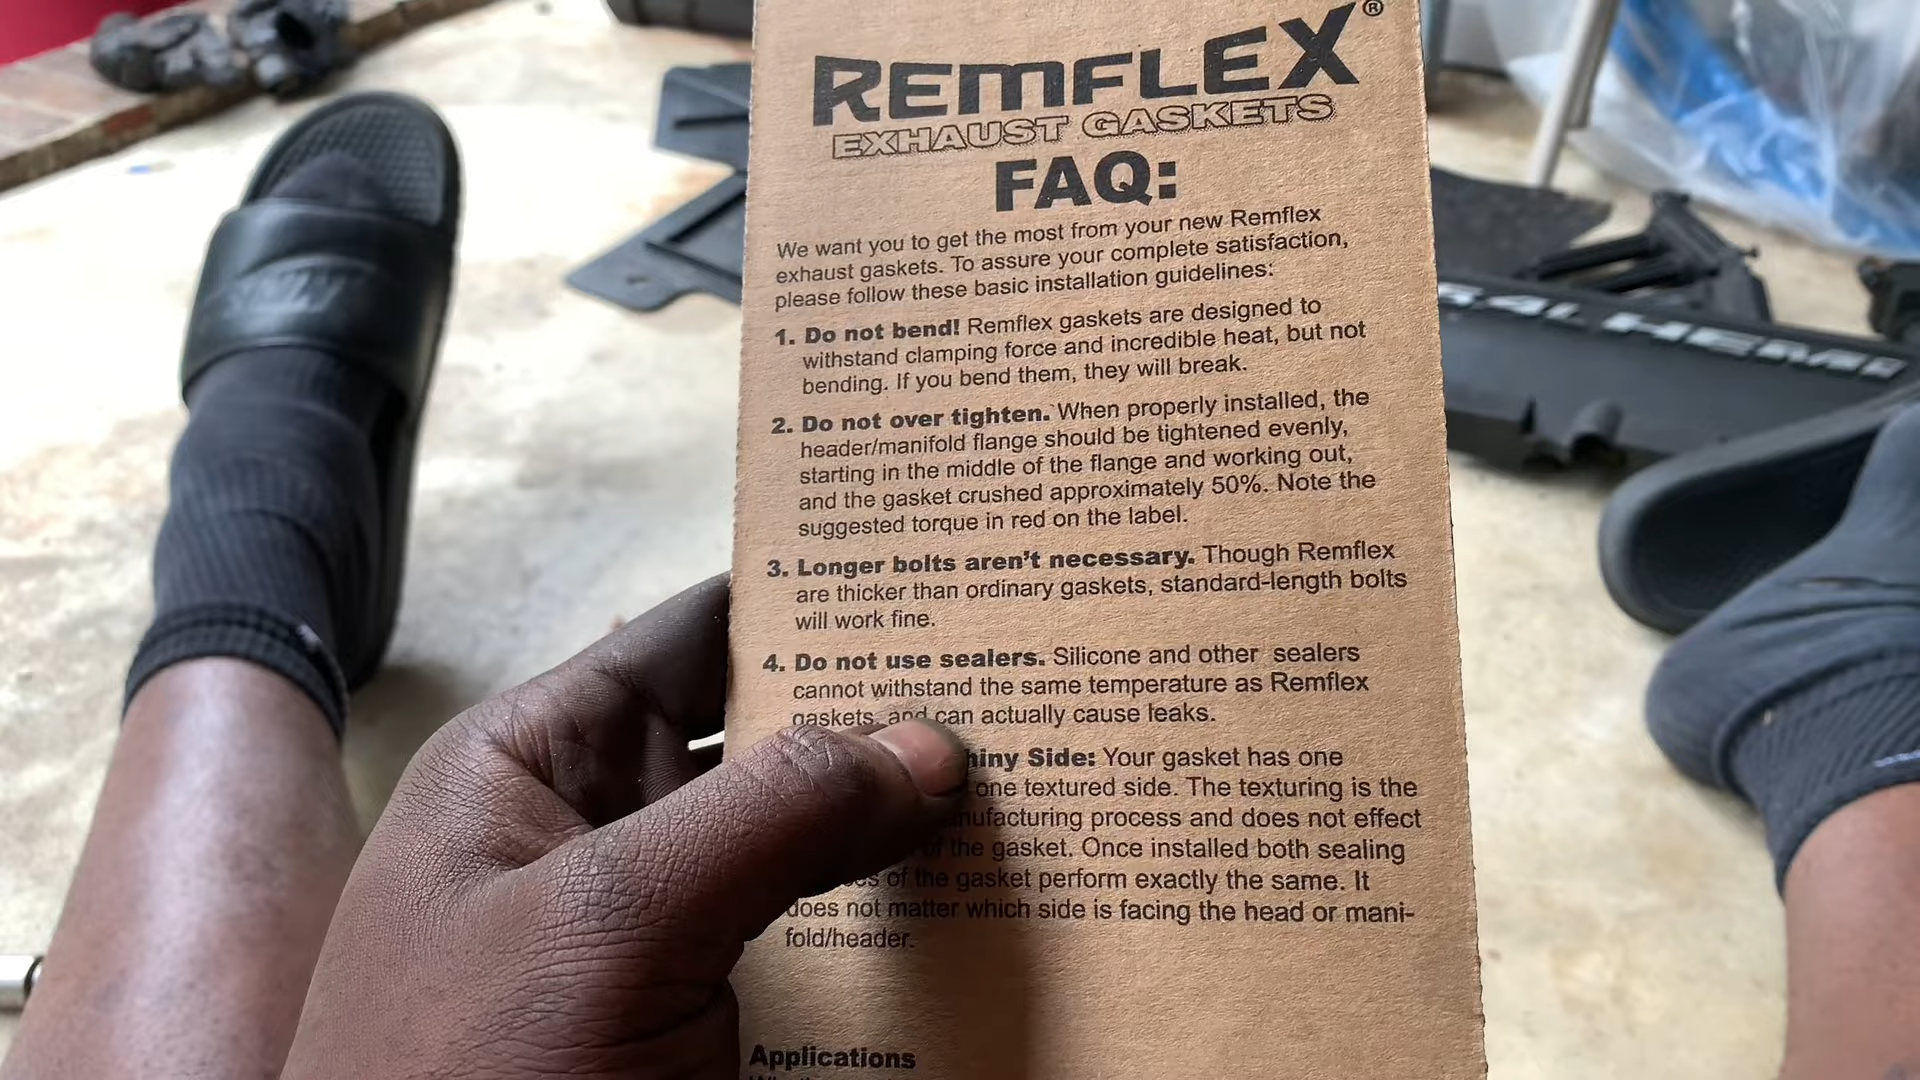 REMFLEX®
EXHAUST GASKETS
FAQ:
We want you to get the most from your new Remflex
exhaust gaskets. To assure your complete satisfaction,
please follow these basic installation guidelines:
1. Do not bend! Remflex gaskets are designed to
withstand clamping force and incredible heat, but not
bending. If you bend them, they will break.
2. Do not over tighten. When properly installed, the
header/manifold flange should be tightened evenly,
starting in the middle of the flange and working out,
and the gasket crushed approximately 50%. Note the
suggested torque in red on the label.
3. Longer bolts aren't necessary. Though Remflex
are thicker than ordinary gaskets, standard-length bolts
will work fine.
4. Do not use sealers. Silicone and other sealers
cannot withstand the same temperature as Remflex
gaskets, and can actually cause leaks.
Side: Your gasket has one
one textured side. The texturing is the
process and does not effect
of the gasket. Once installed both sealing
of the gasket perform exactly the same. It
does not matter which side is facing the head or mani-
fold/header.
Applications
HEMI